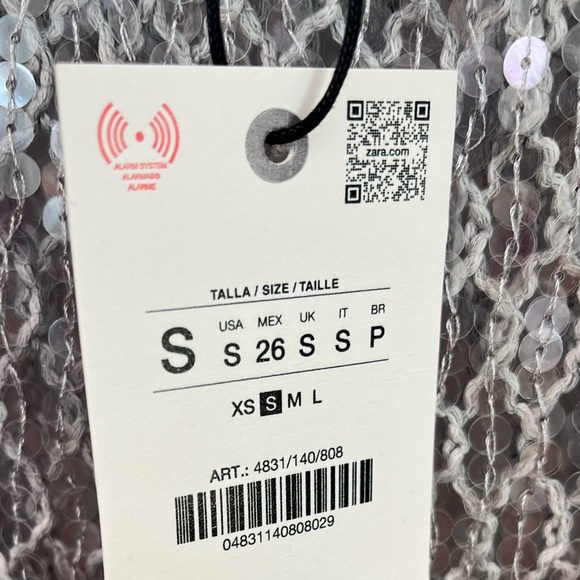 ALARM SYSTEM
ALARMADO
ALARME
zara.com
TALLA / SIZE / TAILLE
USA MEX UK IT BR
S S 26 S S P
XS S M L
ART.: 4831/140/808
04831140808029